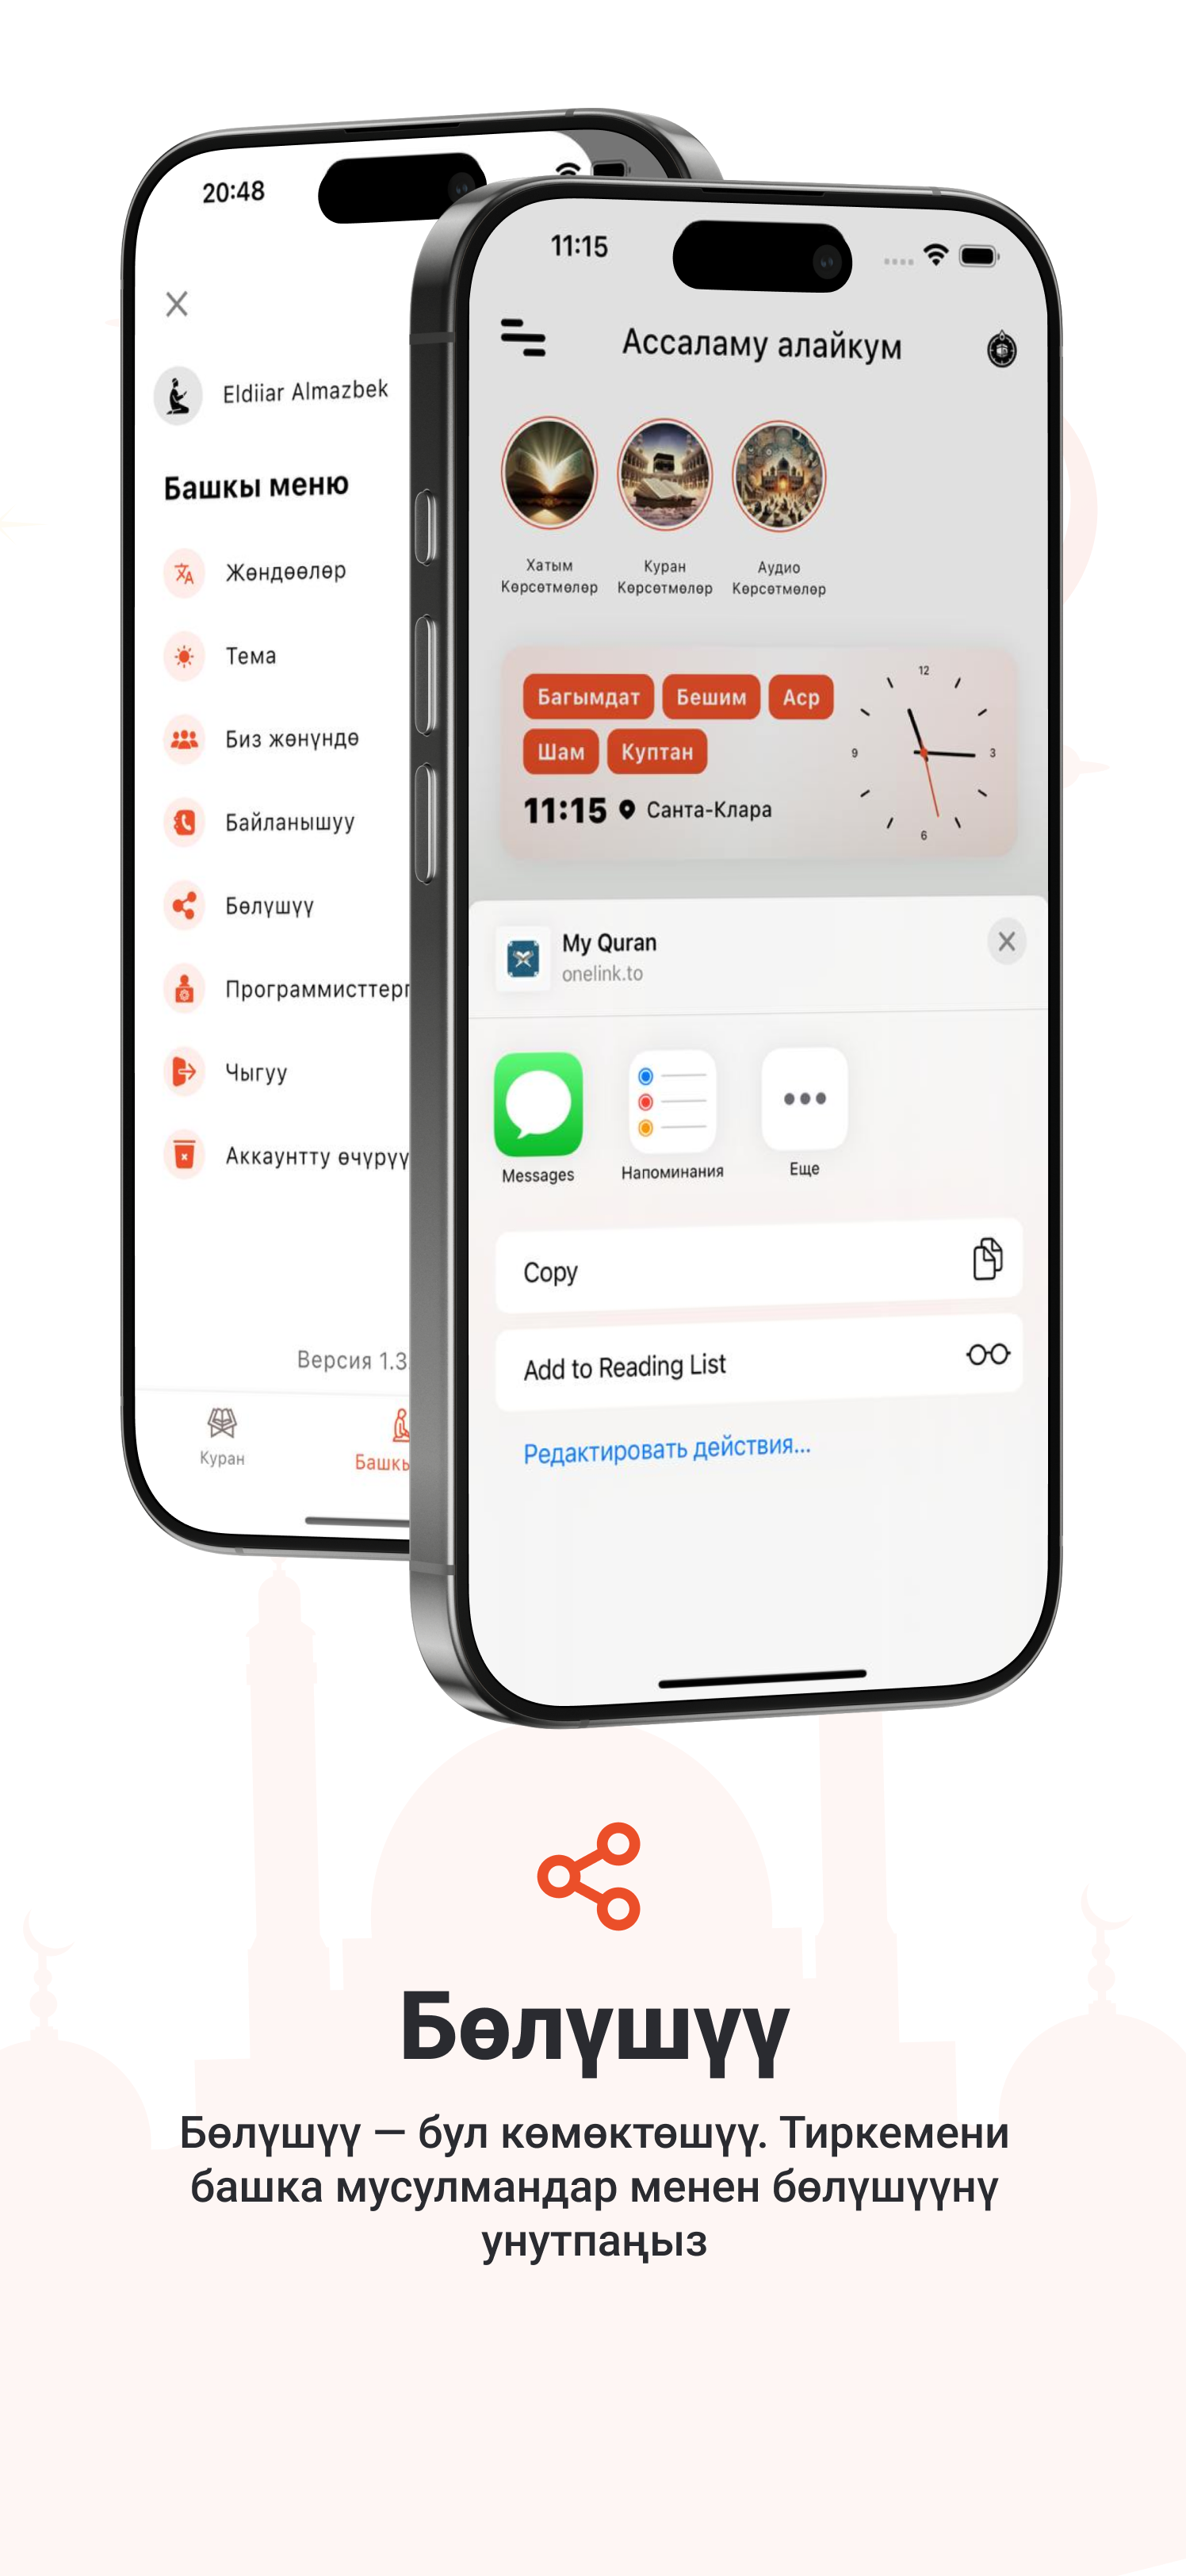 20:48
Eldiiar Almazbek
Башкы меню
Жөндөөлөр
Тема
Биз жөнүндө
Байланышуу
Бөлүшүү
Чыгуу
Аккаунтту өчүрүү
Версия 1.3
Куран
11:15
Ассаламу алайкум
Хатым Көрсөтмөлөр
Куран Көрсөтмөлөр
Аудио Көрсөтмөлөр
Багымдат Бешим Аср
Шам Куптан
11:15 Санта-Клара
12
3
6
9
My Quran
onelink.to
Messages
Напоминания
Еще
Copy
Add to Reading List
Редактировать действия...
Бөлүшүү
Бөлүшүү — бул көмөктөшүү. Тиркемени
башка мусулмандар менен бөлүшүүнү
унутпаңыз